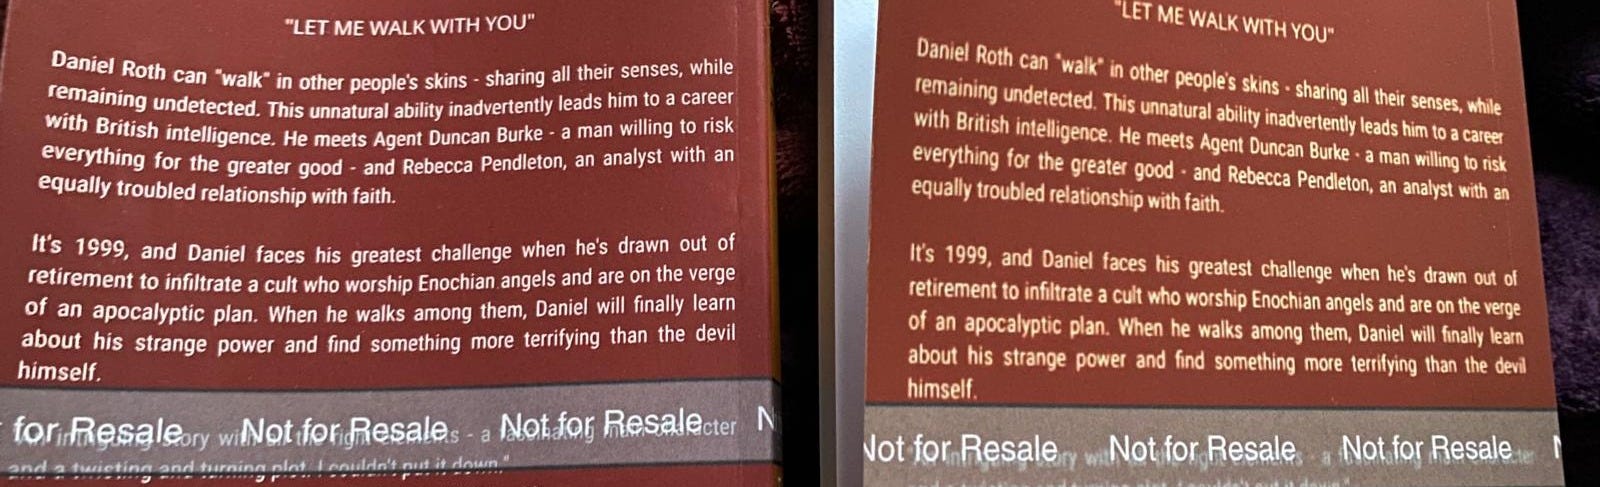 "LET ME WALK WITH YOU"
Daniel Roth can "walk" in other people's skins - sharing all their senses, while
remaining undetected. This unnatural ability inadvertently leads him to a career
with British intelligence. He meets Agent Duncan Burke - a man willing to risk
everything for the greater good - and Rebecca Pendleton, an analyst with an
equally troubled relationship with faith.
It's 1999, and Daniel faces his greatest challenge when he's drawn out of
retirement to infiltrate a cult who worship Enochian angels and are on the verge
of an apocalyptic plan. When he walks among them, Daniel will finally learn
about his strange power and find something more terrifying than the devil
himself.
for Resale Not for Resale Not for Resale N
and a twisting and turning plot. I couldn't put it down."
"LET ME WALK WITH YOU"
Daniel Roth can "walk" in other people's skins - sharing all their senses, while
remaining undetected. This unnatural ability inadvertently leads him to a career
with British intelligence. He meets Agent Duncan Burke - a man willing to risk
everything for the greater good - and Rebecca Pendleton, an analyst with an
equally troubled relationship with faith.
It's 1999, and Daniel faces his greatest challenge when he's drawn out of
retirement to infiltrate a cult who worship Enochian angels and are on the verge
of an apocalyptic plan. When he walks among them, Daniel will finally learn
about his strange power and find something more terrifying than the devil
himself.
Not for Resale Not for Resale Not for Resale